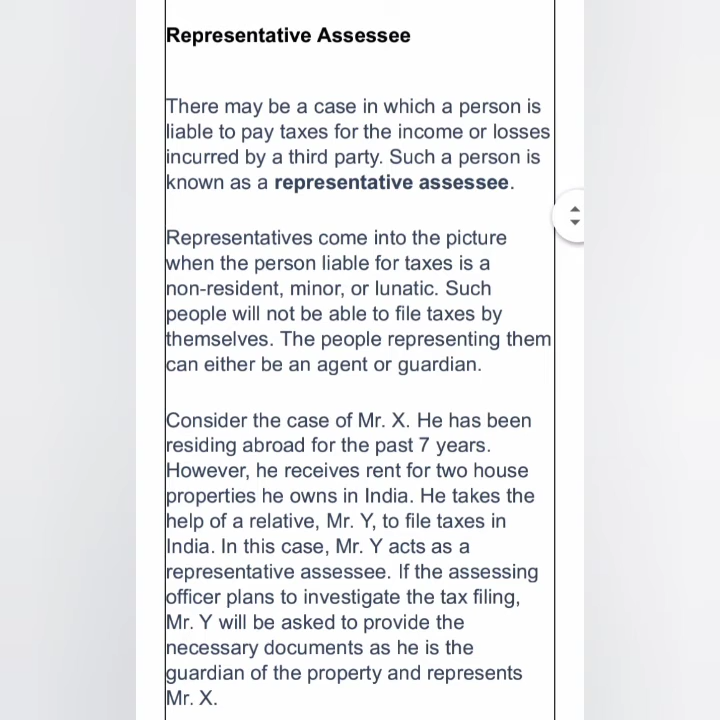 Representative Assessee
There may be a case in which a person is
liable to pay taxes for the income or losses
incurred by a third party. Such a person is
known as a representative assessee.
Representatives come into the picture
when the person liable for taxes is a
non-resident, minor, or lunatic. Such
people will not be able to file taxes by
themselves. The people representing them
can either be an agent or guardian.
Consider the case of Mr. X. He has been
residing abroad for the past 7 years.
However, he receives rent for two house
properties he owns in India. He takes the
help of a relative, Mr. Y, to file taxes in
India. In this case, Mr. Y acts as a
representative assessee. If the assessing
officer plans to investigate the tax filing,
Mr. Y will be asked to provide the
necessary documents as he is the
guardian of the property and represents
Mr. X.